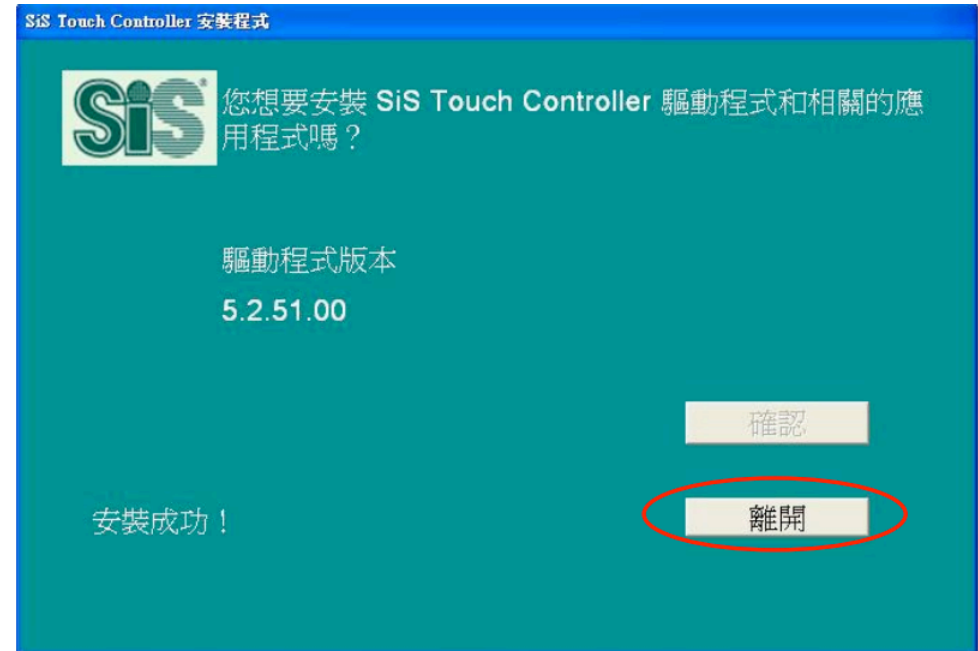 SiS Touch Controller 安裝程式
SiS
您想要安裝 SiS Touch Controller 驅動程式和相關的應
用程式嗎？
驅動程式版本
5.2.51.00
確認
安裝成功！
離開